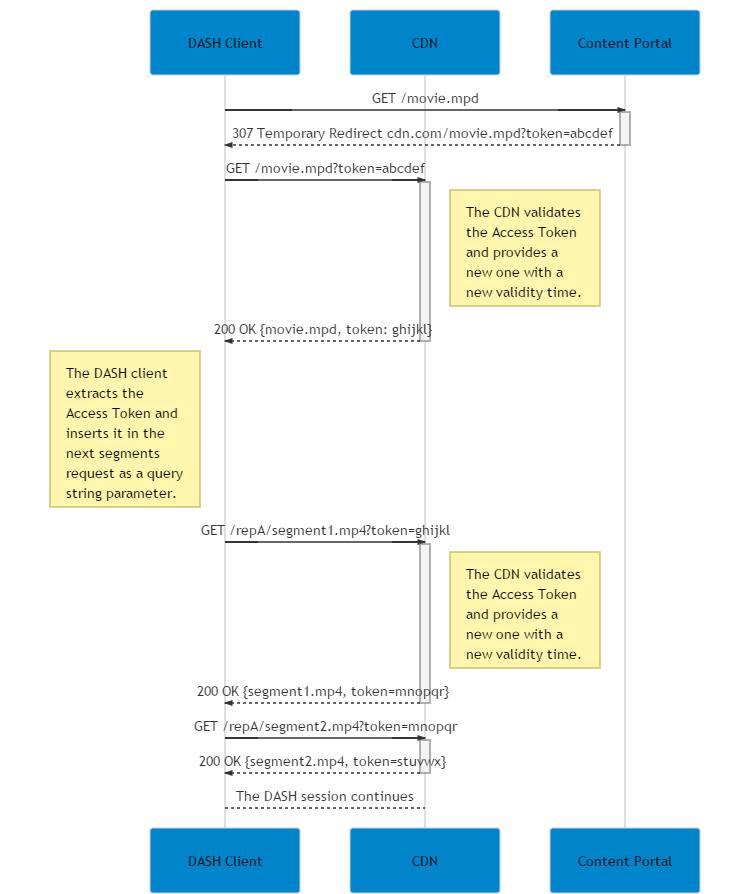 DASH Client
CDN
Content Portal
GET /movie.mpd
307 Temporary Redirect cdn.com/movie.mpd?token=abcdef
GET /movie.mpd?token=abcdef
The CDN validates
the Access Token
and provides a
new one with a
new validity time.
200 OK {movie.mpd, token: ghijkl}
The DASH client
extracts the
Access Token and
inserts it in the
next segments
request as a query
string parameter.
GET /repA/segment1.mp4?token=ghijkl
The CDN validates
the Access Token
and provides a
new one with a
new validity time.
200 OK {segment1.mp4, token=mnopqr}
GET /repA/segment2.mp4?token=mnopqr
200 OK {segment2.mp4, token=stuvwx}
The DASH session continues
DASH Client
CDN
Content Portal